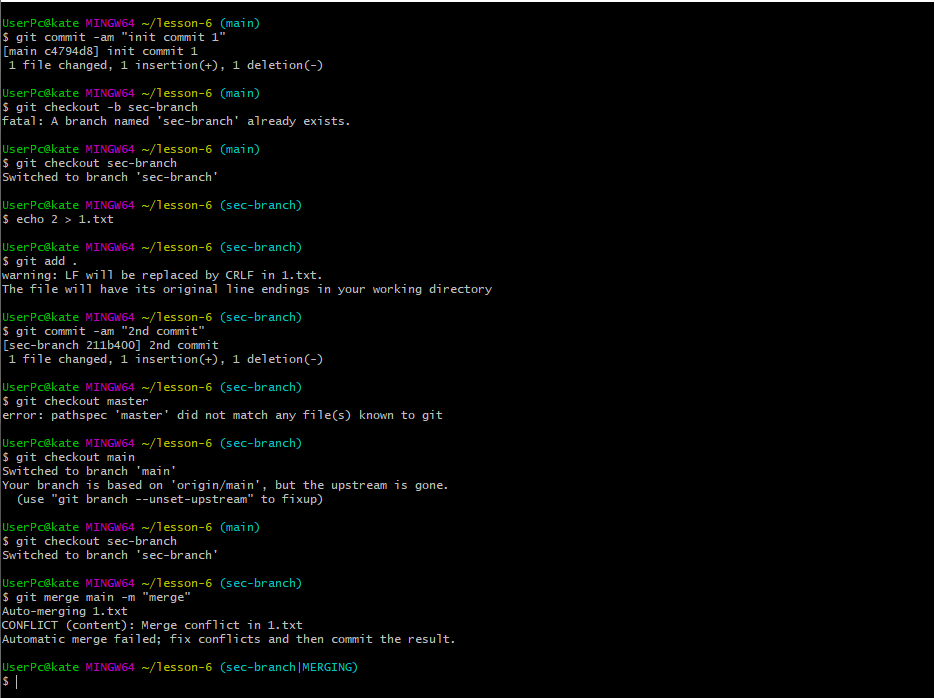 UserPc@kate MINGW64 ~/lesson-6 (main)
$ git commit -am "init commit 1"
[main c4794d8] init commit 1
 1 file changed, 1 insertion(+), 1 deletion(-)
UserPc@kate MINGW64 ~/lesson-6 (main)
$ git checkout -b sec-branch
fatal: A branch named 'sec-branch' already exists.
UserPc@kate MINGW64 ~/lesson-6 (main)
$ git checkout sec-branch
Switched to branch 'sec-branch'
UserPc@kate MINGW64 ~/lesson-6 (sec-branch)
$ echo 2 > 1.txt
UserPc@kate MINGW64 ~/lesson-6 (sec-branch)
$ git add .
warning: LF will be replaced by CRLF in 1.txt.
The file will have its original line endings in your working directory
UserPc@kate MINGW64 ~/lesson-6 (sec-branch)
$ git commit -am "2nd commit"
[sec-branch 211b400] 2nd commit
 1 file changed, 1 insertion(+), 1 deletion(-)
UserPc@kate MINGW64 ~/lesson-6 (sec-branch)
$ git checkout master
error: pathspec 'master' did not match any file(s) known to git
UserPc@kate MINGW64 ~/lesson-6 (sec-branch)
$ git checkout main
Switched to branch 'main'
Your branch is based on 'origin/main', but the upstream is gone.
  (use "git branch --unset-upstream" to fixup)
UserPc@kate MINGW64 ~/lesson-6 (main)
$ git checkout sec-branch
Switched to branch 'sec-branch'
UserPc@kate MINGW64 ~/lesson-6 (sec-branch)
$ git merge main -m "merge"
Auto-merging 1.txt
CONFLICT (content): Merge conflict in 1.txt
Automatic merge failed; fix conflicts and then commit the result.
UserPc@kate MINGW64 ~/lesson-6 (sec-branch|MERGING)
$